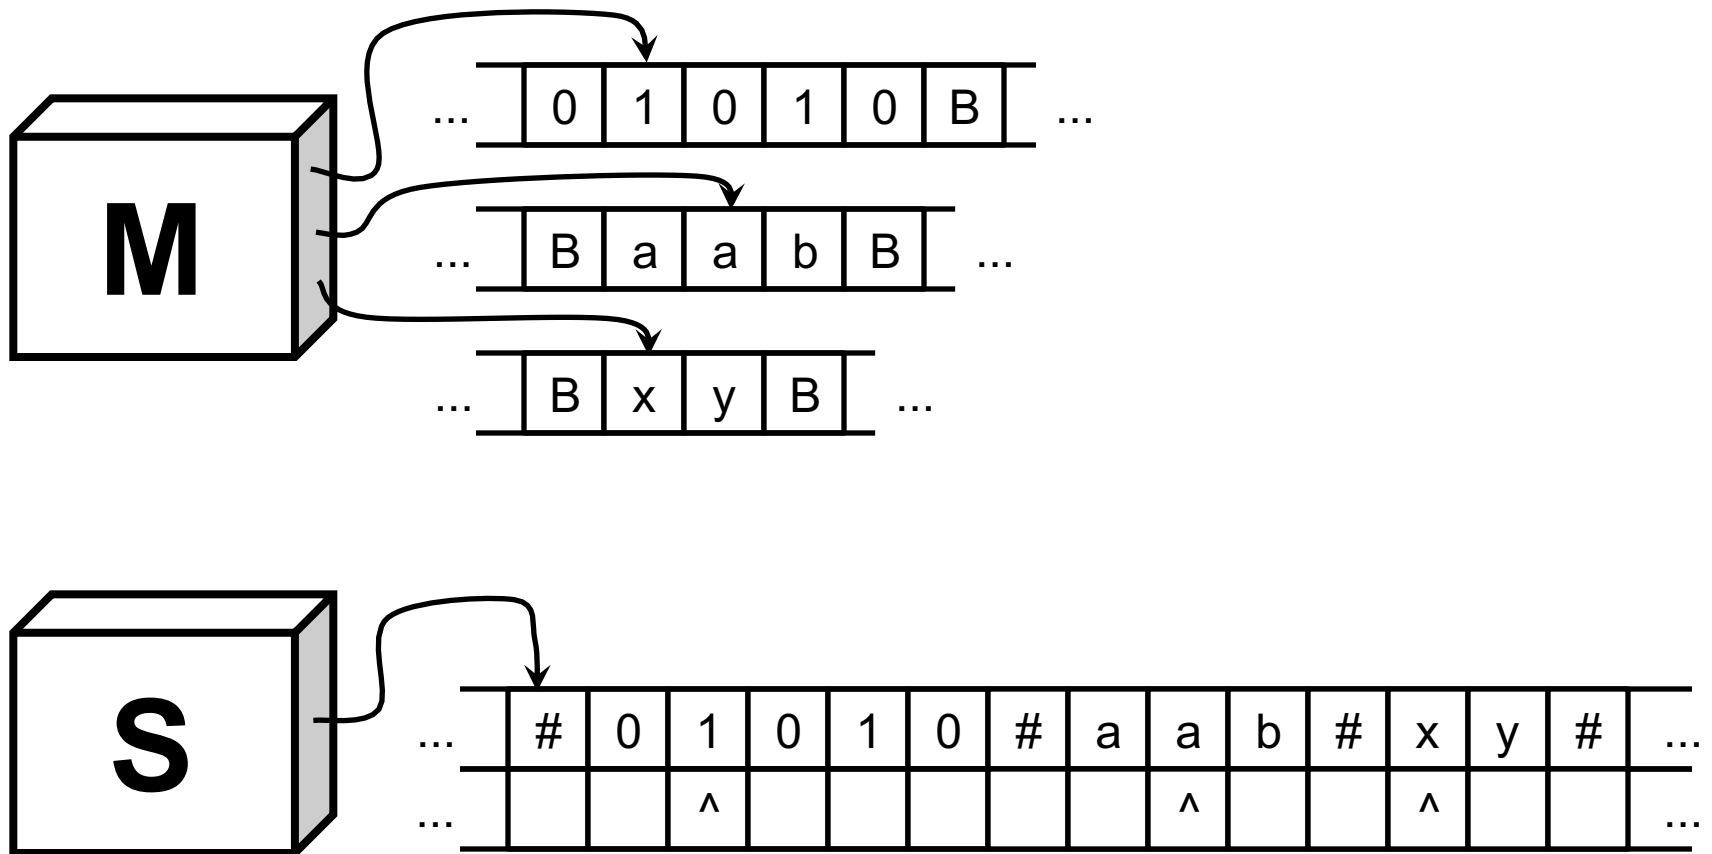 ... 0 1 0 1 0 B ...
M
... B a a b B ...
... B x y B ...
S
... # 0 1 0 1 0 # a a b # x y # ...
... ^ ^ ^ ...